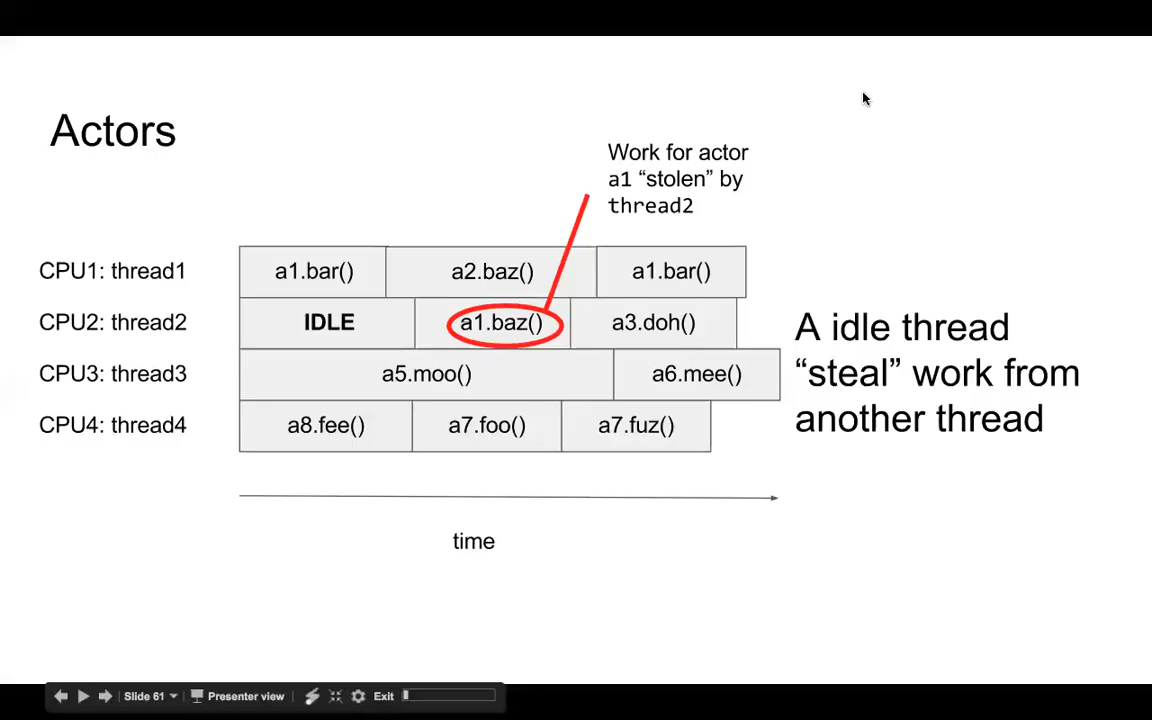 Actors
Work for actor
a1 “stolen” by
thread2
CPU1: thread1 a1.bar() a2.baz() a1.bar()
CPU2: thread2 IDLE a1.baz() a3.doh()
CPU3: thread3 a5.moo() a6.mee()
CPU4: thread4 a8.fee() a7.foo() a7.fuz()
A idle thread
“steal” work from
another thread
time
Slide 61 Presenter view Exit